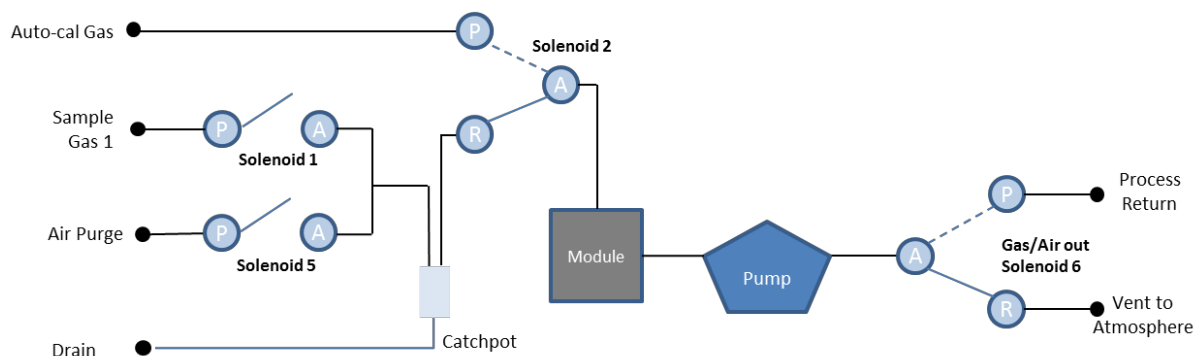 Auto-cal Gas
P
Solenoid 2
A
Sample
Gas 1
P
A
R
Solenoid 1
Air Purge
P
A
Solenoid 5
Module
Pump
A
P
Process
Return
Gas/Air out
Solenoid 6
R
Vent to
Atmosphere
Catchpot
Drain